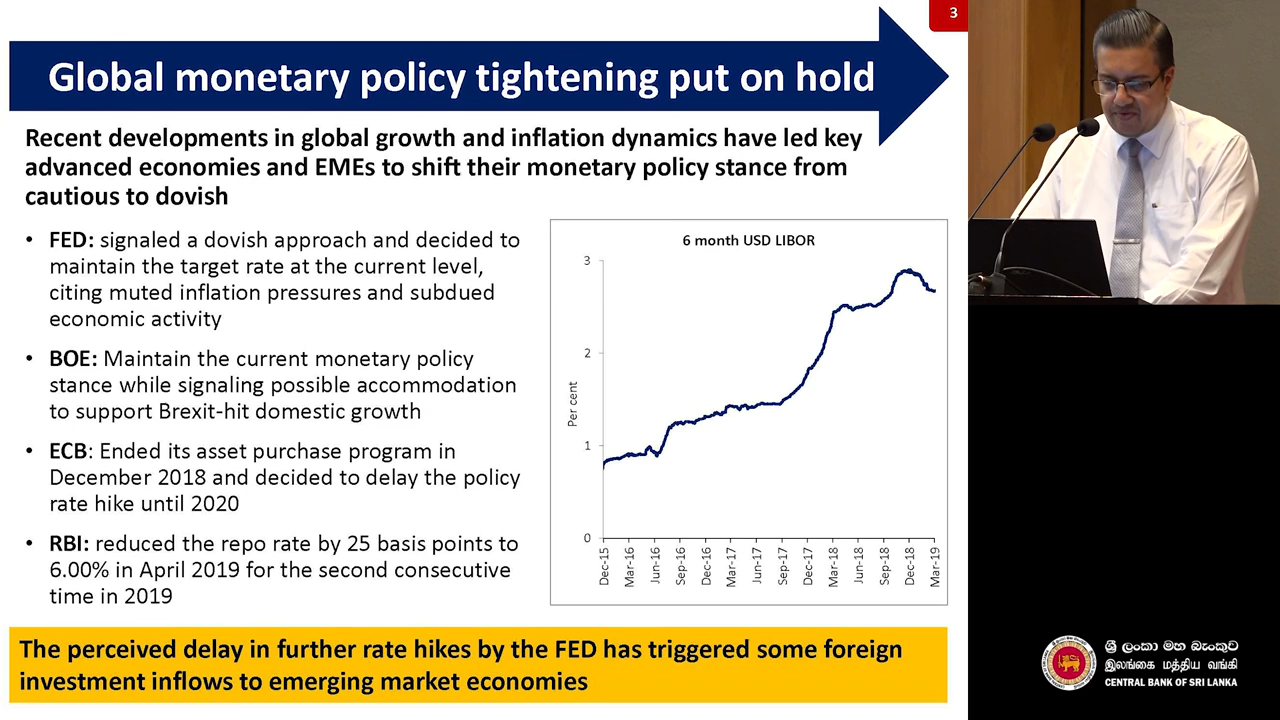 3
Global monetary policy tightening put on hold
Recent developments in global growth and inflation dynamics have led key
advanced economies and EMEs to shift their monetary policy stance from
cautious to dovish
• FED: signaled a dovish approach and decided to
maintain the target rate at the current level,
citing muted inflation pressures and subdued
economic activity
• BOE: Maintain the current monetary policy
stance while signaling possible accommodation
to support Brexit-hit domestic growth
• ECB: Ended its asset purchase program in
December 2018 and decided to delay the policy
rate hike until 2020
• RBI: reduced the repo rate by 25 basis points to
6.00% in April 2019 for the second consecutive
time in 2019
6 month USD LIBOR
Per cent
3
2
1
0
Dec-15
Mar-16
Jun-16
Sep-16
Dec-16
Mar-17
Jun-17
Sep-17
Dec-17
Mar-18
Jun-18
Sep-18
Dec-18
Mar-19
The perceived delay in further rate hikes by the FED has triggered some foreign
investment inflows to emerging market economies
ශ්‍රී ලංකා මහ බැංකුව
இலங்கை மத்திய வங்கி
CENTRAL BANK OF SRI LANKA